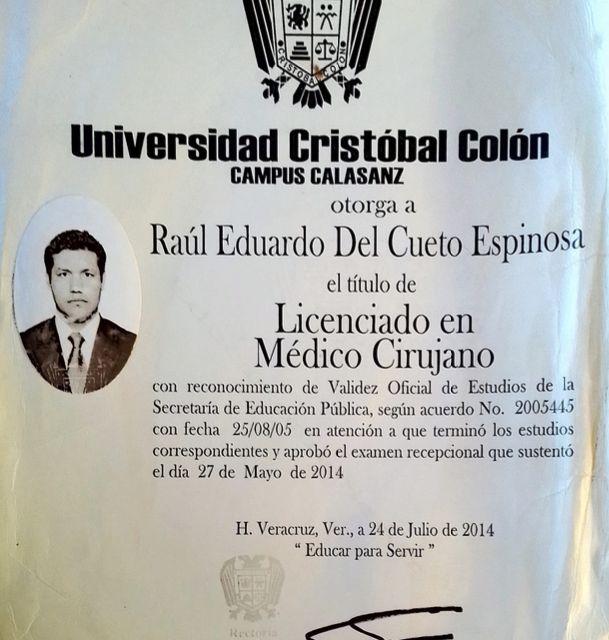 CRISTOBAL COLON
Universidad Cristóbal Colón
CAMPUS CALASANZ
otorga a
Raúl Eduardo Del Cueto Espinosa
el título de
Licenciado en
Médico Cirujano
con reconocimiento de Validez Oficial de Estudios de la
Secretaría de Educación Pública, según acuerdo No. 2005445
con fecha 25/08/05 en atención a que terminó los estudios
correspondientes y aprobó el examen recepcional que sustentó
el día 27 de Mayo de 2014
H. Veracruz, Ver., a 24 de Julio de 2014
“ Educar para Servir ”
Rectoría